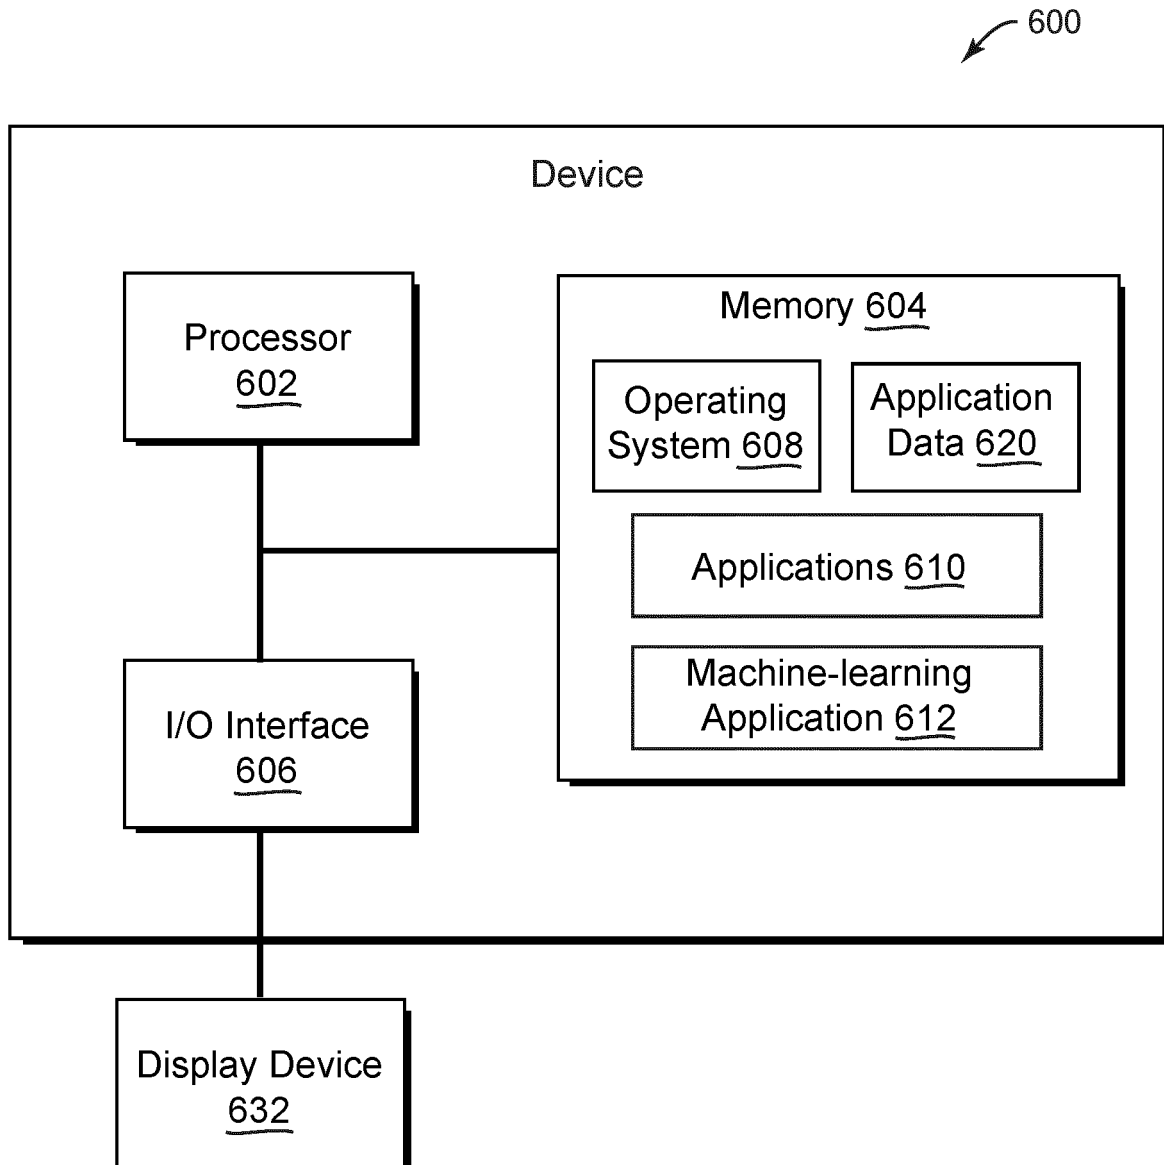 600
Device
Processor
602
Memory 604
Operating
System 608
Application
Data 620
Applications 610
Machine-learning
Application 612
I/O Interface
606
Display Device
632